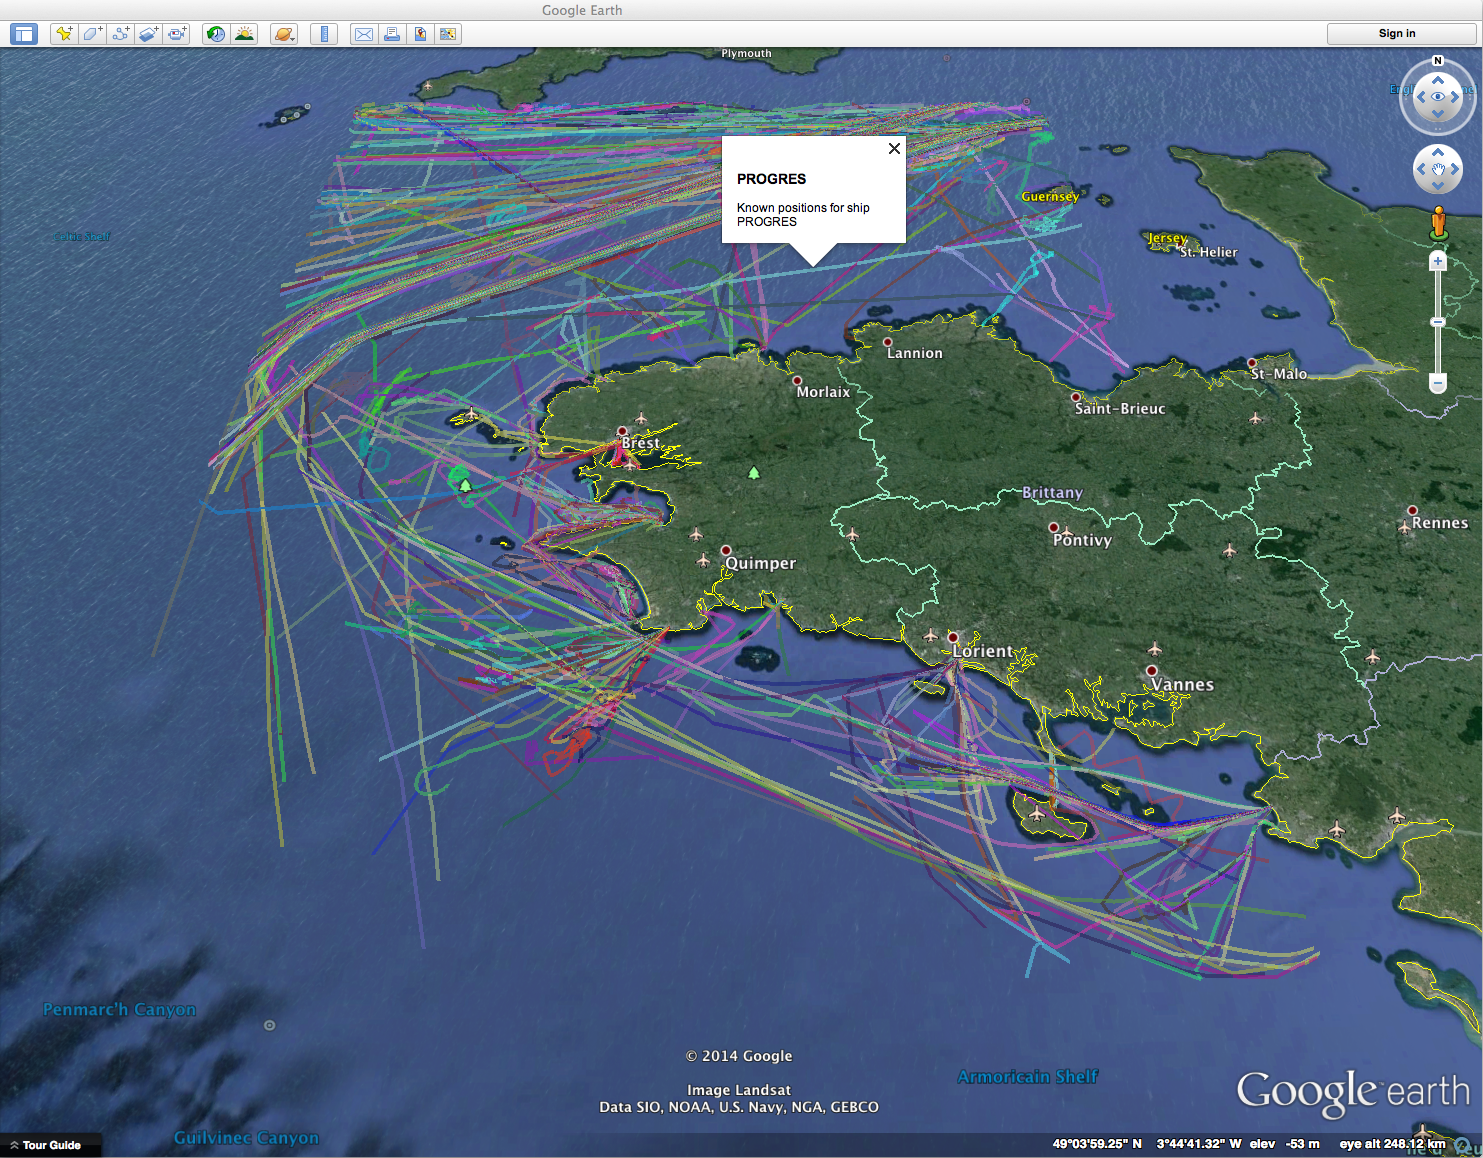 Google Earth
Sign in
Plymouth
N
PROGRES
Known positions for ship
PROGRES
Guernsey
Jersey
St. Helier
Celtic Shelf
Lannion
Morlaix
St-Malo
Saint-Brieuc
Brest
Brittany
Rennes
Pontivy
Quimper
Lorient
Vannes
Penmarc'h Canyon
© 2014 Google
Armoricain Shelf
Image Landsat
Data SIO, NOAA, U.S. Navy, NGA, GEBCO
Google earth
Guilvinec Canyon
Tour Guide
49°03'59.25" N 3°44'41.32" W elev -53 m eye alt 248.12 km